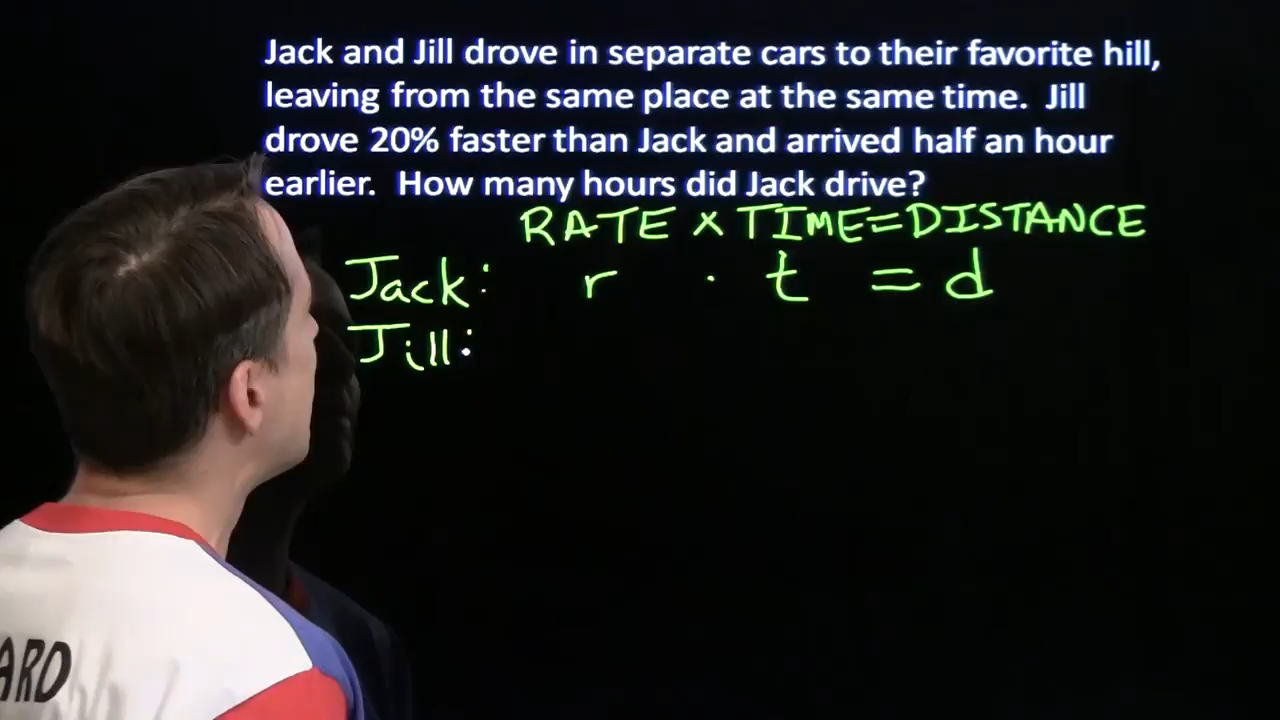 Jack and Jill drove in separate cars to their favorite hill,
leaving from the same place at the same time. Jill
drove 20% faster than Jack and arrived half an hour
earlier. How many hours did Jack drive?
RATE × TIME = DISTANCE
Jack: r · t = d
Jill:
ARD